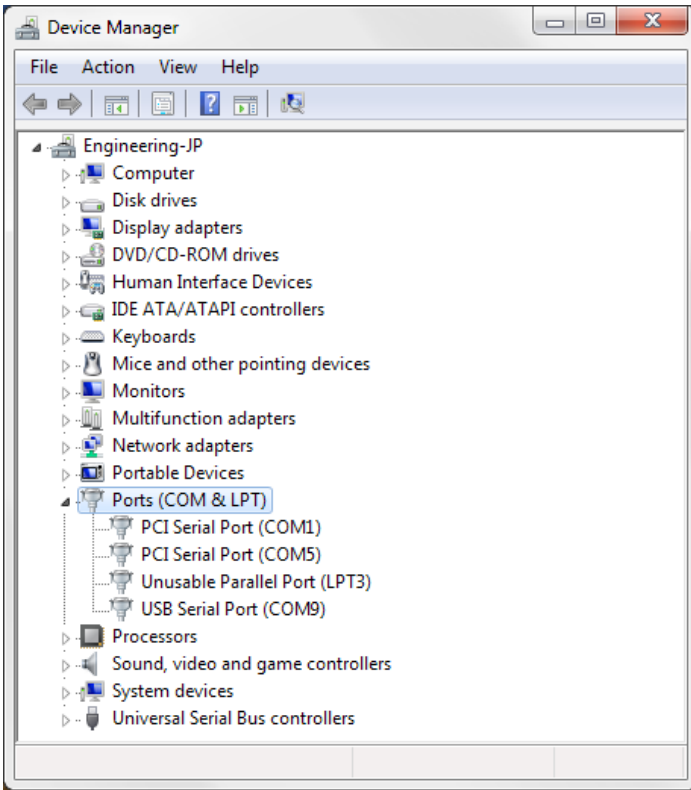 Device Manager
File Action View Help
Engineering-JP
Computer
Disk drives
Display adapters
DVD/CD-ROM drives
Human Interface Devices
IDE ATA/ATAPI controllers
Keyboards
Mice and other pointing devices
Monitors
Multifunction adapters
Network adapters
Portable Devices
Ports (COM & LPT)
PCI Serial Port (COM1)
PCI Serial Port (COM5)
Unusable Parallel Port (LPT3)
USB Serial Port (COM9)
Processors
Sound, video and game controllers
System devices
Universal Serial Bus controllers